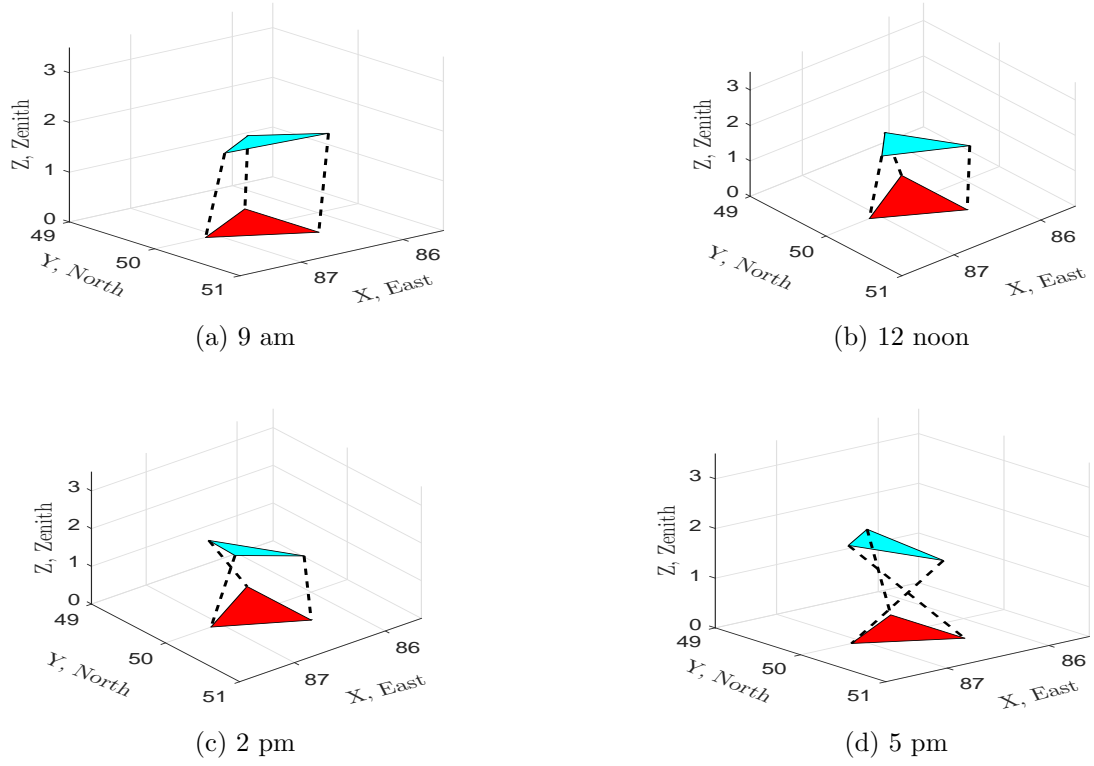 3
2
1
0
Z, Zenith
49
50
51
Y, North
87
86
X, East
(a) 9 am
3
2
1
0
Z, Zenith
49
50
51
Y, North
87
86
X, East
(b) 12 noon
3
2
1
0
Z, Zenith
49
50
51
Y, North
87
86
X, East
(c) 2 pm
3
2
1
0
Z, Zenith
49
50
51
Y, North
87
86
X, East
(d) 5 pm